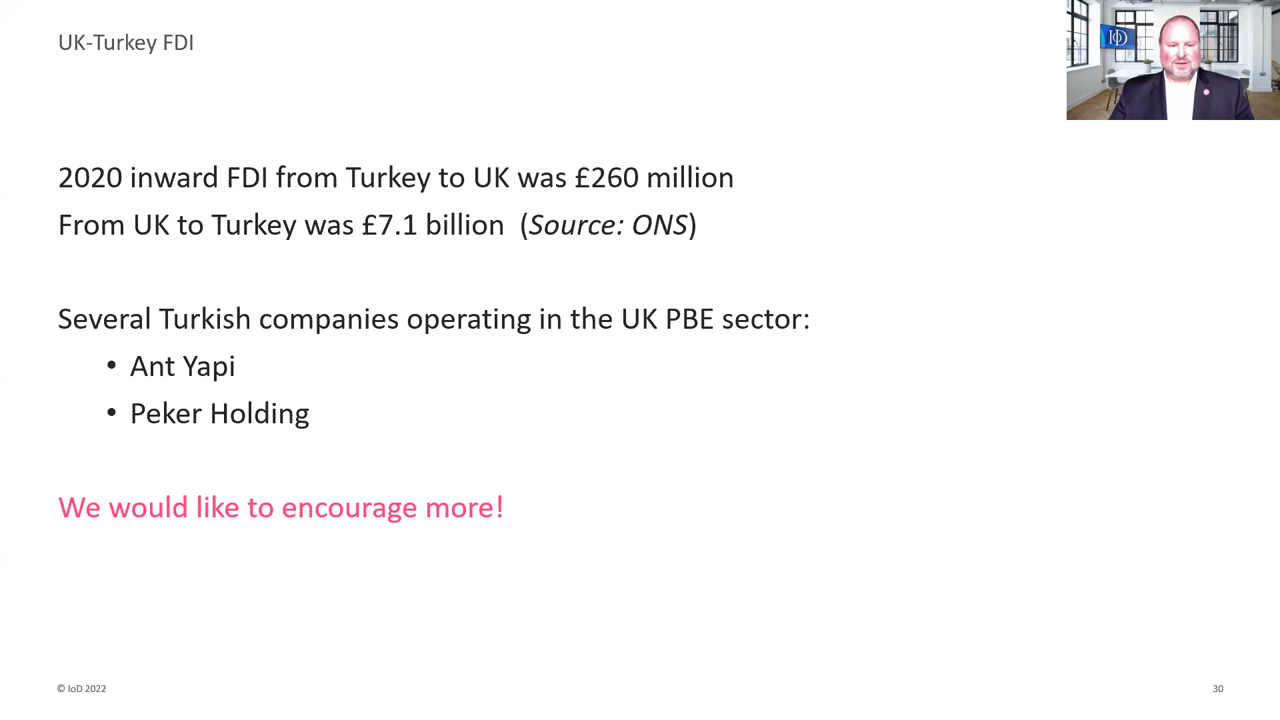 UK-Turkey FDI
IOD
2020 inward FDI from Turkey to UK was £260 million
From UK to Turkey was £7.1 billion (Source: ONS)
Several Turkish companies operating in the UK PBE sector:
• Ant Yapi
• Peker Holding
We would like to encourage more!
© IoD 2022
30